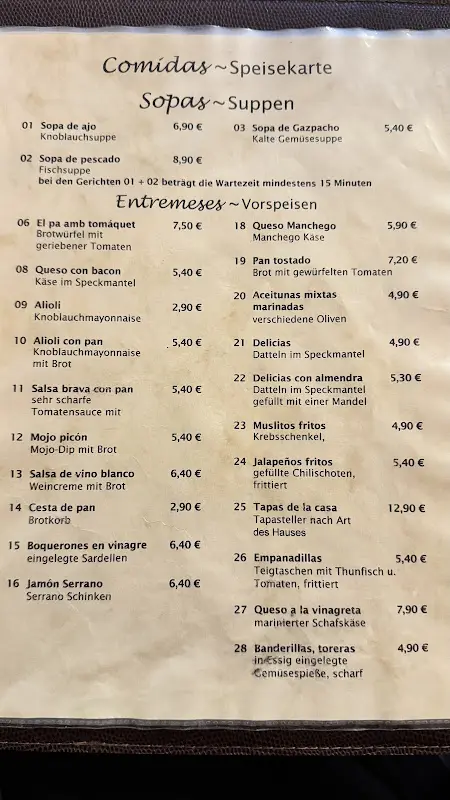 Comidas ~ Speisekarte
Sopas ~ Suppen
01 Sopa de ajo 6,90 €
Knoblauchsuppe
03 Sopa de Gazpacho 5,40 €
Kalte Gemüsesuppe
02 Sopa de pescado 8,90 €
Fischsuppe
bei den Gerichten 01 + 02 beträgt die Wartezeit mindestens 15 Minuten
Entremeses ~ Vorspeisen
06 El pa amb tomáquet 7,50 €
Brotwürfel mit
geriebener Tomaten
08 Queso con bacon 5,40 €
Käse im Speckmantel
09 Alioli 2,90 €
Knoblauchmayonnaise
10 Alioli con pan 5,40 €
Knoblauchmayonnaise
mit Brot
11 Salsa brava con pan 5,40 €
sehr scharfe
Tomatensauce mit
12 Mojo picón 5,40 €
Mojo-Dip mit Brot
13 Salsa de vino blanco 6,40 €
Weincreme mit Brot
14 Cesta de pan 2,90 €
Brotkorb
15 Boquerones en vinagre 6,40 €
eingelegte Sardellen
16 Jamón Serrano 6,40 €
Serrano Schinken
18 Queso Manchego 5,90 €
Manchego Käse
19 Pan tostado 7,20 €
Brot mit gewürfelten Tomaten
20 Aceitunas mixtas 4,90 €
marinadas
verschiedene Oliven
21 Delicias 4,90 €
Datteln im Speckmantel
22 Delicias con almendra 5,30 €
Datteln im Speckmantel
gefüllt mit einer Mandel
23 Muslitos fritos 4,90 €
Krebsschenkel,
24 Jalapeños fritos 5,40 €
gefüllte Chilischoten,
frittiert
25 Tapas de la casa 12,90 €
Tapasteller nach Art
des Hauses
26 Empanadillas 5,40 €
Teigtaschen mit Thunfisch u.
Tomaten, frittiert
27 Queso a la vinagreta 7,90 €
marinierter Schafskäse
28 Banderillas, toreras 4,90 €
in Essig eingelegte
Gemüsespieße, scharf